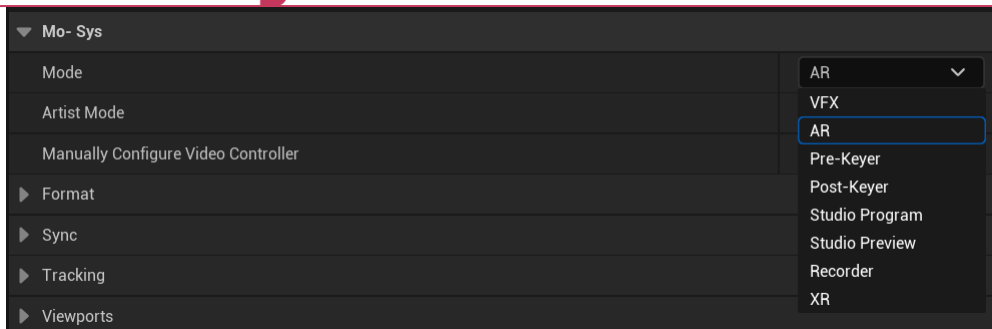 Mo- Sys
Mode
AR
Artist Mode
Manually Configure Video Controller
Format
Sync
Tracking
Viewports
VFX
AR
Pre-Keyer
Post-Keyer
Studio Program
Studio Preview
Recorder
XR